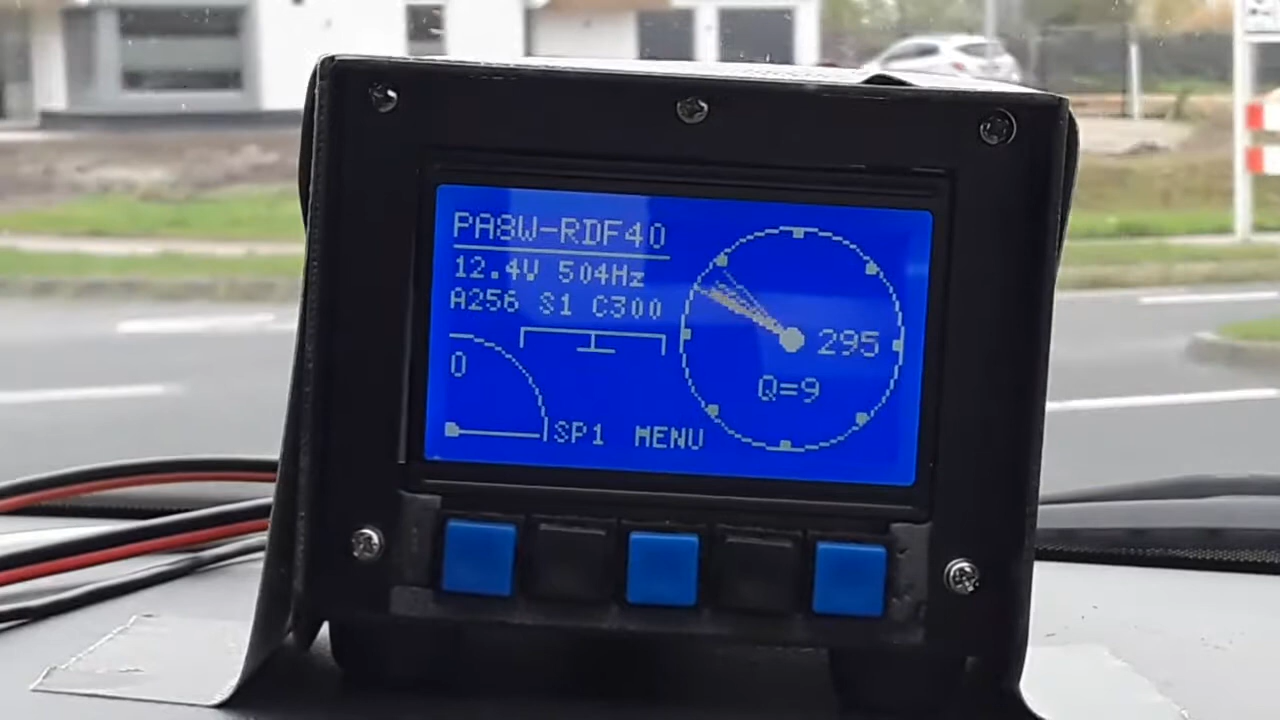 PA8W-RDF40
12.4V 504Hz
A256 S1 C300
0
295
Q=9
SP1 MENU